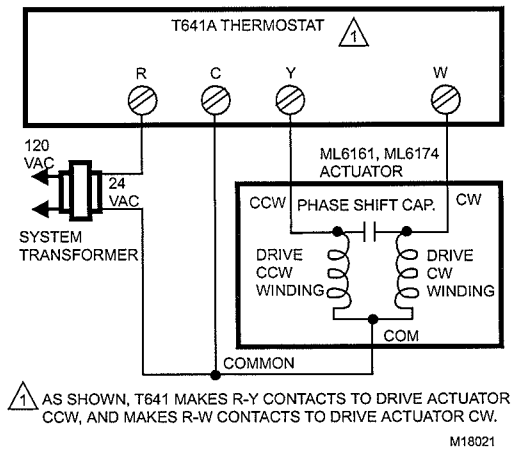 T641A THERMOSTAT
1
R C Y W
120
VAC
24
VAC
SYSTEM
TRANSFORMER
ML6161, ML6174
ACTUATOR
CCW
CW
PHASE SHIFT CAP.
DRIVE
CCW
WINDING
DRIVE
CW
WINDING
COM
COMMON
1 AS SHOWN, T641 MAKES R-Y CONTACTS TO DRIVE ACTUATOR
CCW, AND MAKES R-W CONTACTS TO DRIVE ACTUATOR CW.
M18021